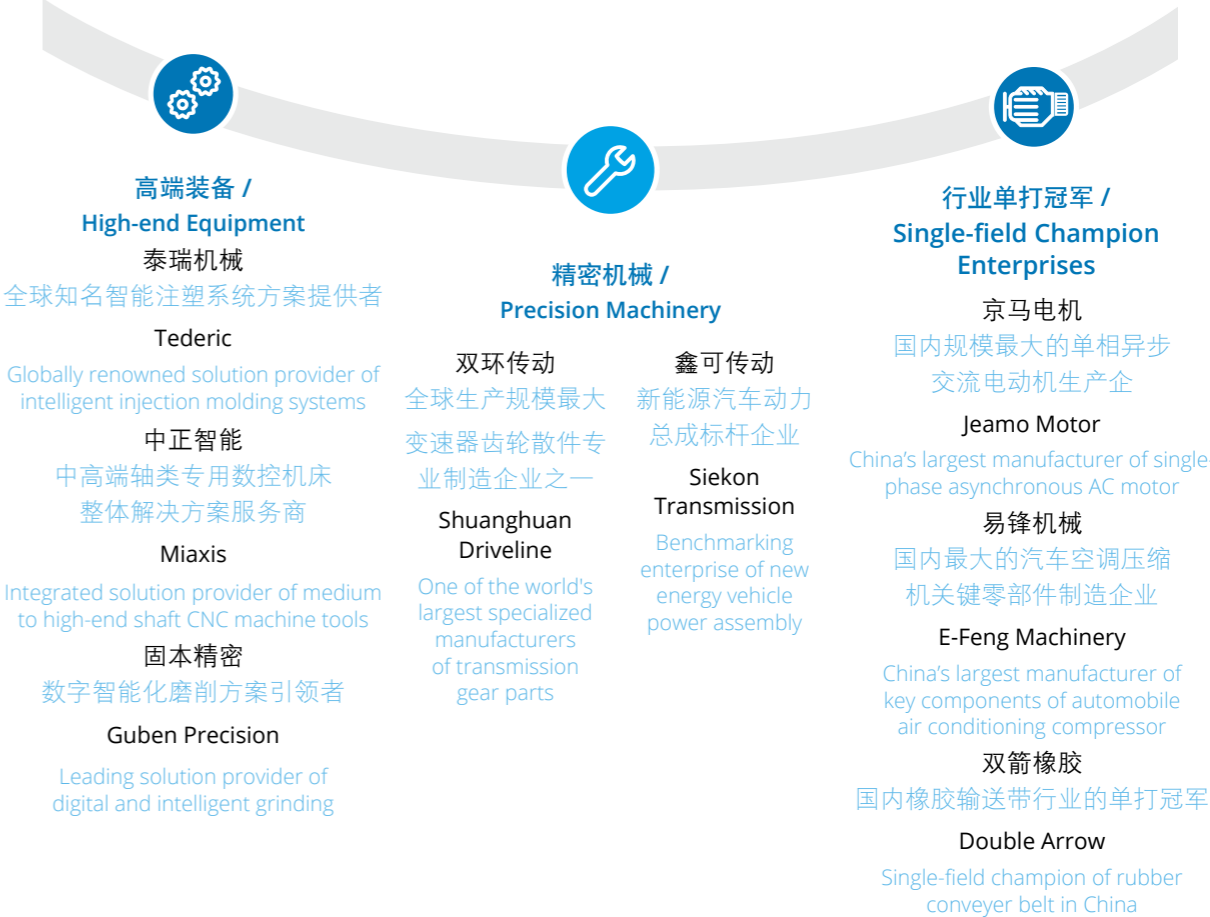 高端装备 /
High-end Equipment
泰瑞机械
全球知名智能注塑系统方案提供者
Tederic
Globally renowned solution provider of
intelligent injection molding systems
中正智能
中高端轴类专用数控机床
整体解决方案服务商
Miaxis
Integrated solution provider of medium
to high-end shaft CNC machine tools
固本精密
数字智能化磨削方案引领者
Guben Precision
Leading solution provider of
digital and intelligent grinding
精密机械 /
Precision Machinery
双环传动
全球生产规模最大
变速器齿轮散件专
业制造企业之一
Shuanghuan
Driveline
One of the world's
largest specialized
manufacturers
of transmission
gear parts
鑫可传动
新能源汽车动力
总成标杆企业
Siekon
Transmission
Benchmarking
enterprise of new
energy vehicle
power assembly
行业单打冠军 /
Single-field Champion
Enterprises
京马电机
国内规模最大的单相异步
交流电动机生产企
Jeamo Motor
China’s largest manufacturer of single
phase asynchronous AC motor
易锋机械
国内最大的汽车空调压缩
机关键零部件制造企业
E-Feng Machinery
China’s largest manufacturer of
key components of automobile
air conditioning compressor
双箭橡胶
国内橡胶输送带行业的单打冠军
Double Arrow
Single-field champion of rubber
conveyer belt in China